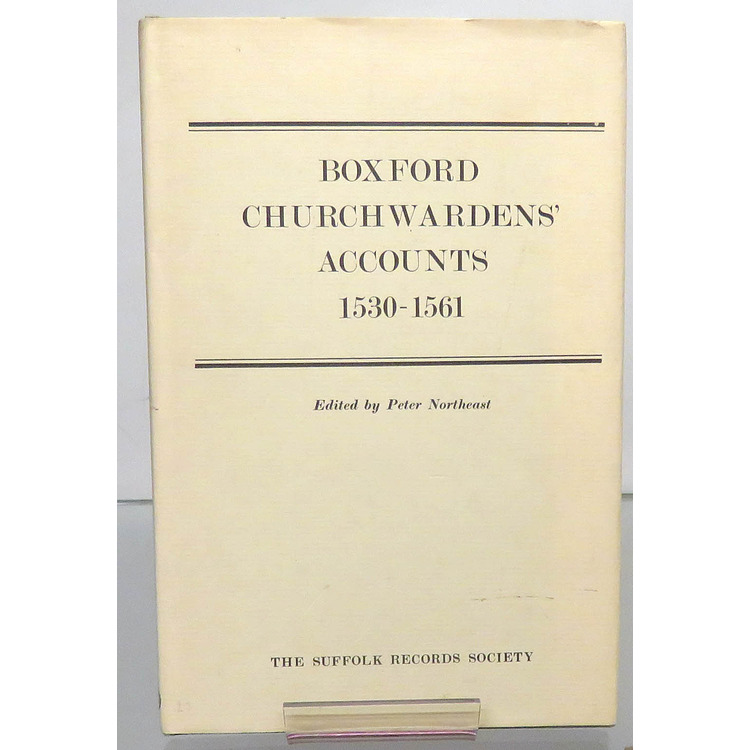 BOXFORD
CHURCHWARDENS'
ACCOUNTS
1530-1561
Edited by Peter Northeast
THE SUFFOLK RECORDS SOCIETY